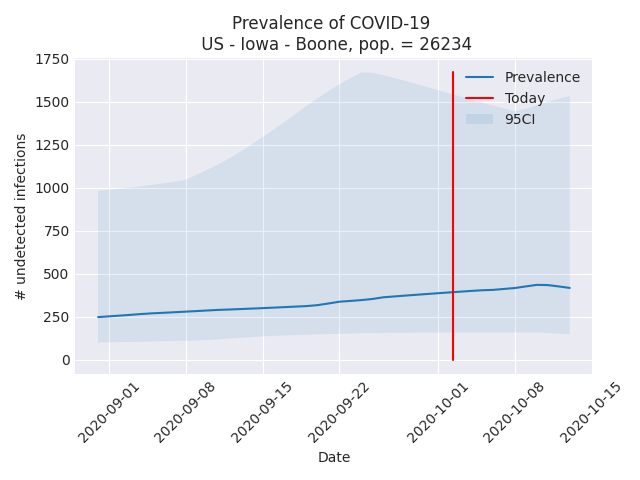 Prevalence of COVID-19
US - Iowa - Boone, pop. = 26234
1750
1500
1250
1000
750
500
250
0
# undetected infections
Prevalence
Today
95CI
2020-09-01
2020-09-08
2020-09-15
2020-09-22
2020-10-01
2020-10-08
2020-10-15
Date